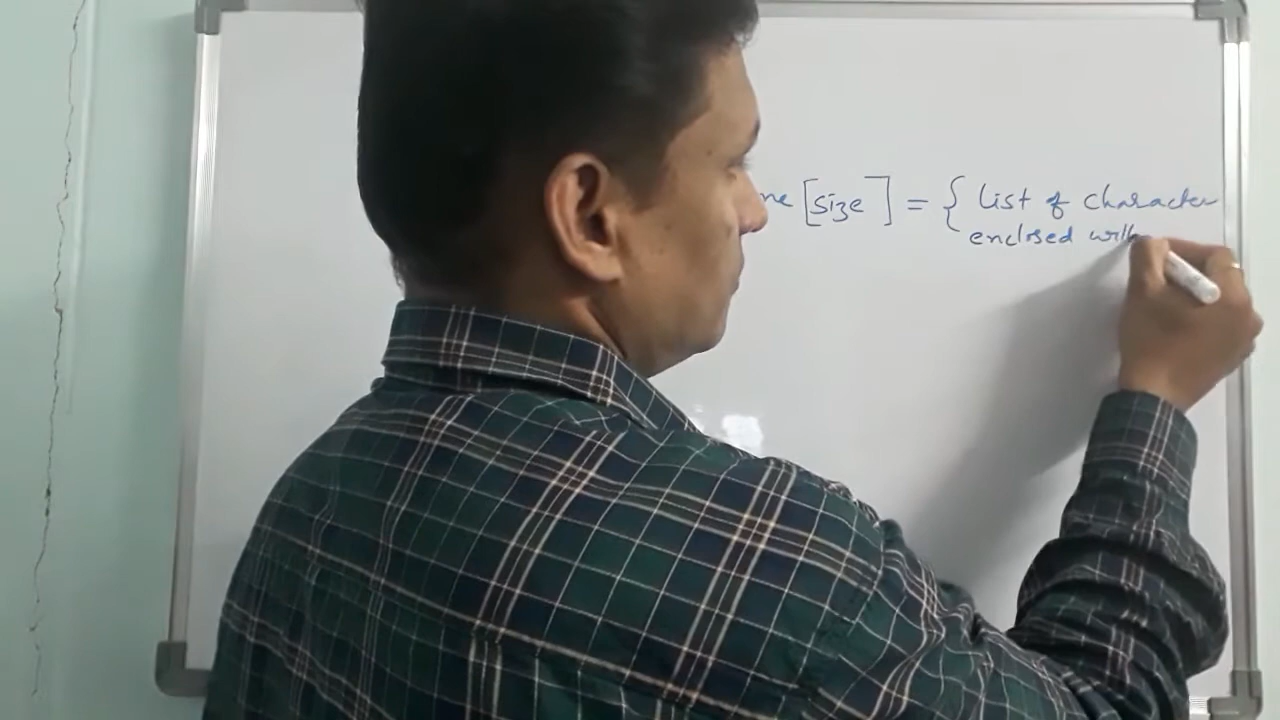 me [size] = { list of character
enclosed with